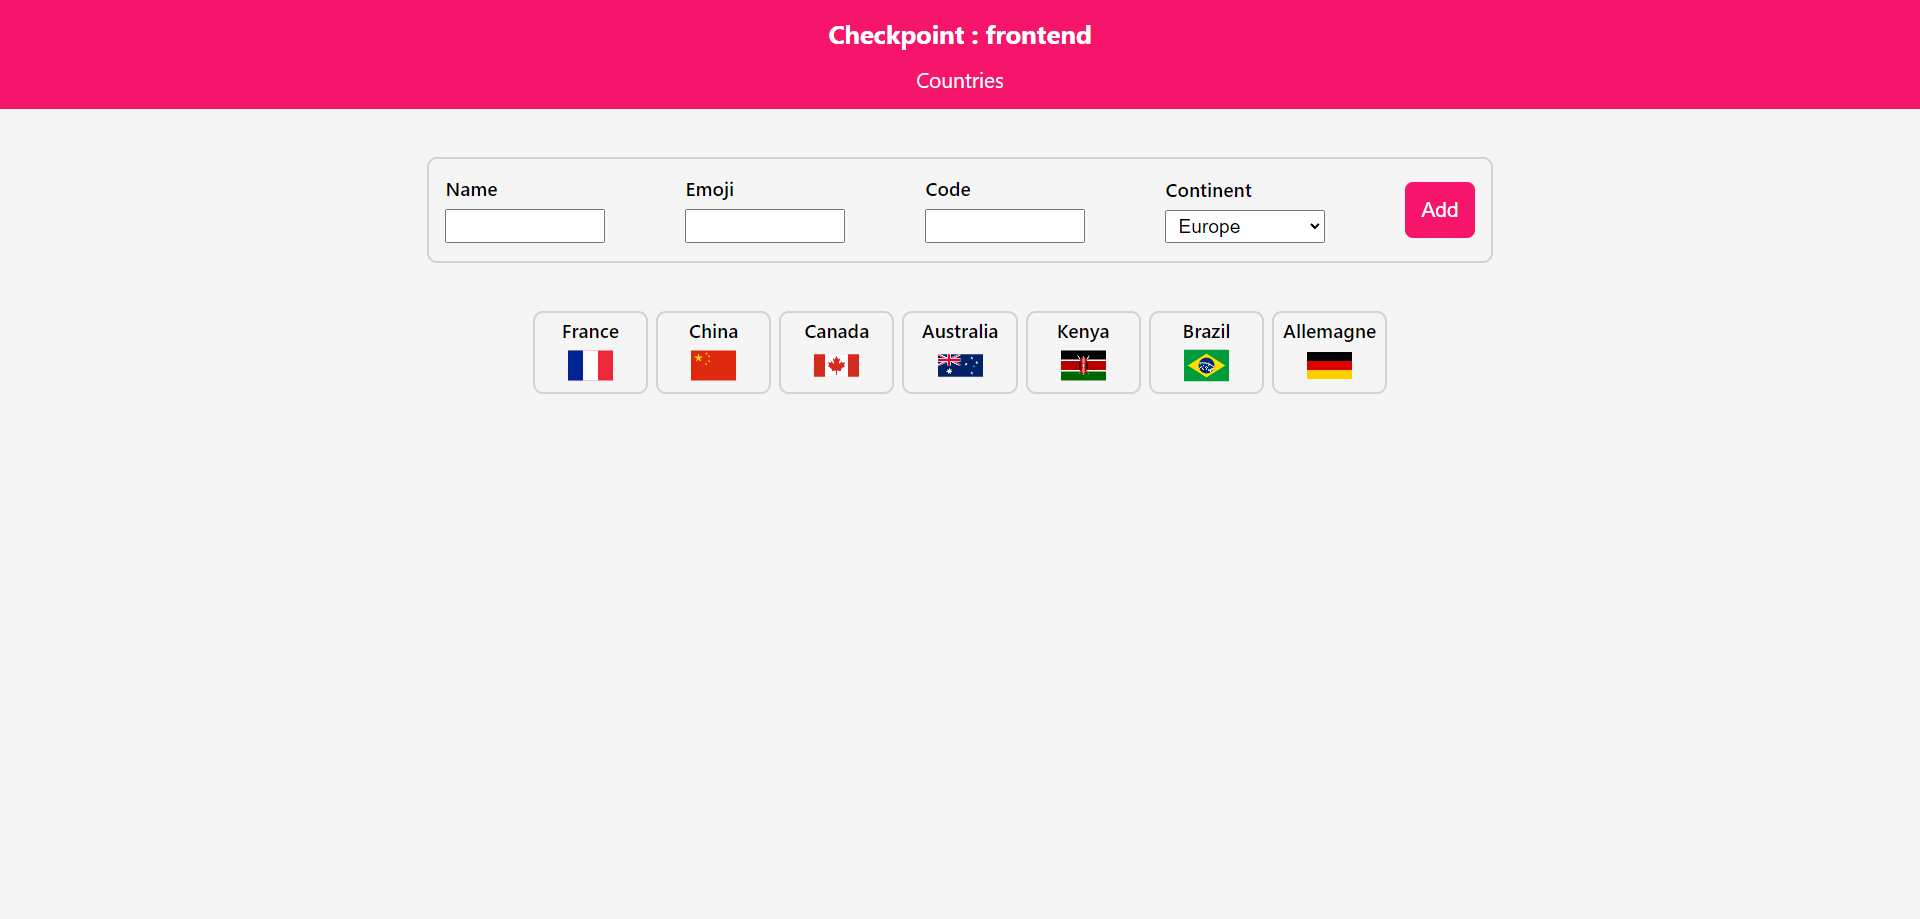 Checkpoint : frontend
Countries
Name Emoji Code Continent
Europe Add
France China Canada Australia Kenya Brazil Allemagne